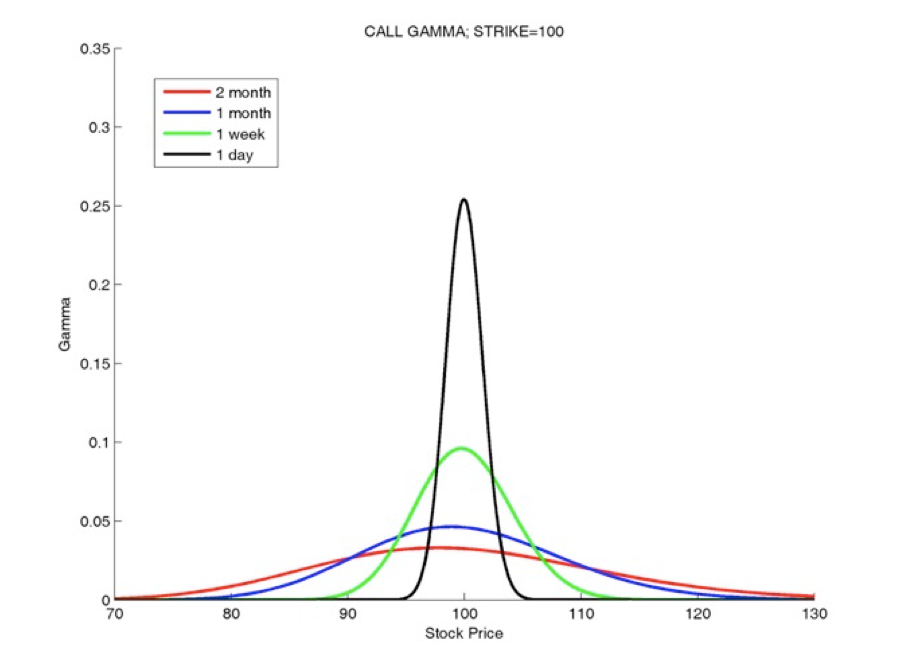 CALL GAMMA; STRIKE=100
0.35
0.3
0.25
0.2
0.15
0.1
0.05
0
Gamma
2 month
1 month
1 week
1 day
70 80 90 100 110 120 130
Stock Price